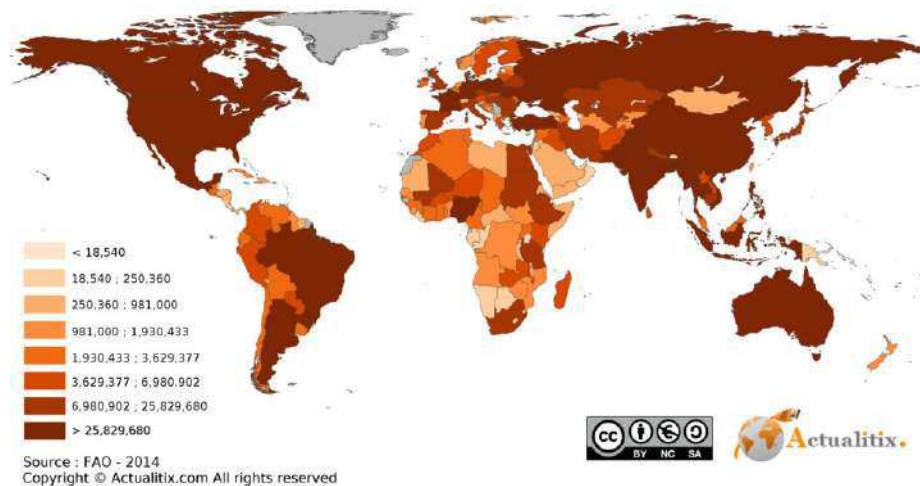 < 18,540
18,540 ; 250,360
250,360 ; 981,000
981,000 ; 1,930,433
1,930,433 ; 3,629,377
3,629,377 ; 6,980,902
6,980,902 ; 25,829,680
> 25,829,680
Source : FAO - 2014
Copyright © Actualitix.com All rights reserved
cc
BY NC SA
Actualitix.